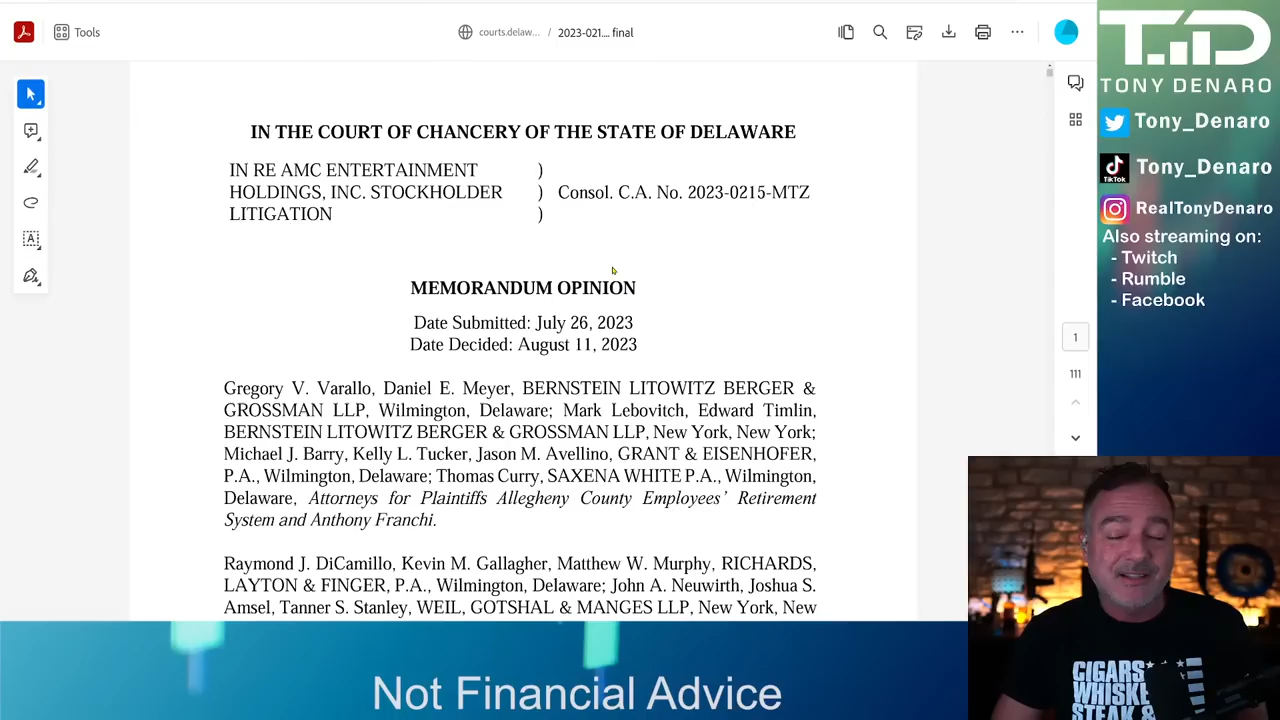 Tools
courts.delaw... / 2023-021.... final
IN THE COURT OF CHANCERY OF THE STATE OF DELAWARE
IN RE AMC ENTERTAINMENT )
HOLDINGS, INC. STOCKHOLDER ) Consol. C.A. No. 2023-0215-MTZ
LITIGATION )
MEMORANDUM OPINION
Date Submitted: July 26, 2023
Date Decided: August 11, 2023
Gregory V. Varallo, Daniel E. Meyer, BERNSTEIN LITOWITZ BERGER &
GROSSMAN LLP, Wilmington, Delaware; Mark Lebovitch, Edward Timlin,
BERNSTEIN LITOWITZ BERGER & GROSSMAN LLP, New York, New York;
Michael J. Barry, Kelly L. Tucker, Jason M. Avellino, GRANT & EISENHOFER,
P.A., Wilmington, Delaware; Thomas Curry, SAXENA WHITE P.A., Wilmington,
Delaware, Attorneys for Plaintiffs Allegheny County Employees' Retirement
System and Anthony Franchi.
Raymond J. DiCamillo, Kevin M. Gallagher, Matthew W. Murphy, RICHARDS,
LAYTON & FINGER, P.A., Wilmington, Delaware; John A. Neuwirth, Joshua S.
Amsel, Tanner S. Stanley, WEIL, GOTSHAL & MANGES LLP, New York, New
1
111
TD
TONY DENARO
Tony_Denaro
TikTok
Tony_Denaro
RealTonyDenaro
Also streaming on:
- Twitch
- Rumble
- Facebook
CIGARS
WHISKE
STEAK &
Not Financial Advice